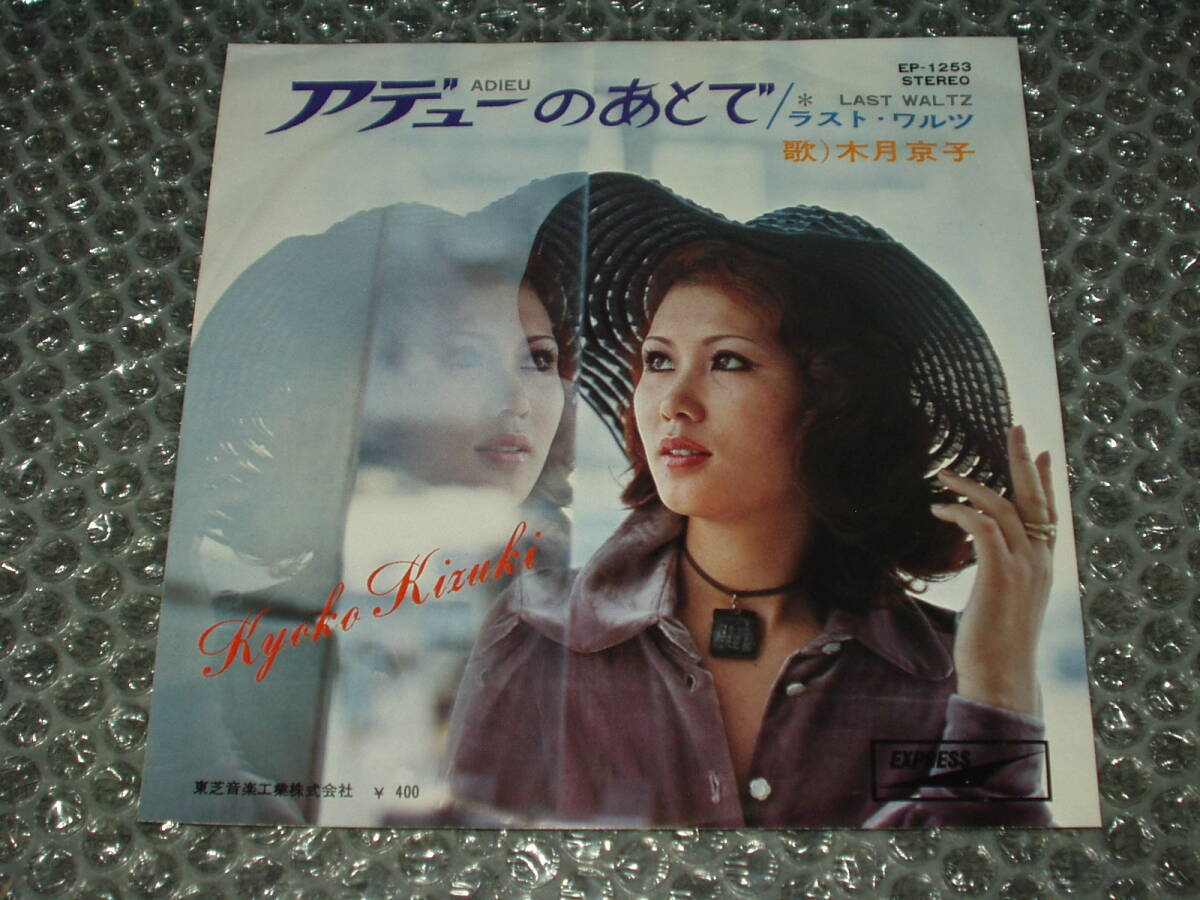 ADIEU
アデューのあとで/
EP-1253
STEREO
* LAST WALTZ
ラスト・ワルツ
歌)木月京子
Kyoko Kizuki
EXPRESS
東芝音楽工業株式会社 ¥ 400